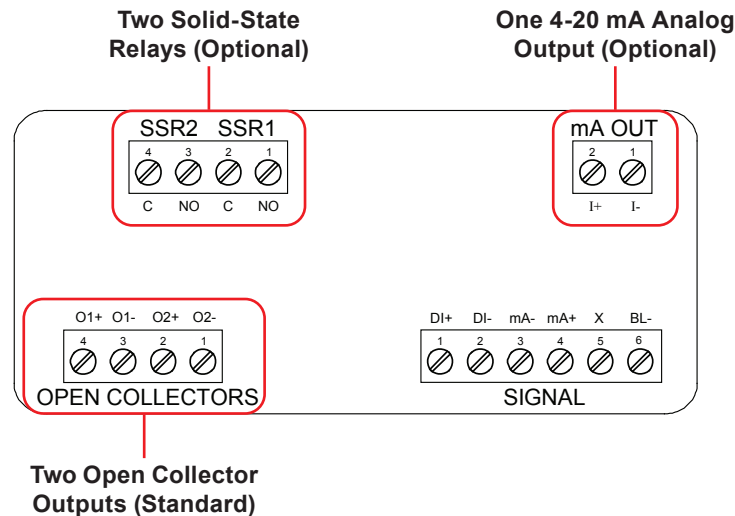 Two Solid-State
Relays (Optional)
One 4-20 mA Analog
Output (Optional)
SSR2 SSR1
4 3 2 1
C NO C NO
mA OUT
2 1
I+ I-
O1+ O1- O2+ O2-
4 3 2 1
OPEN COLLECTORS
DI+ DI- mA- mA+ X BL-
1 2 3 4 5 6
SIGNAL
Two Open Collector
Outputs (Standard)